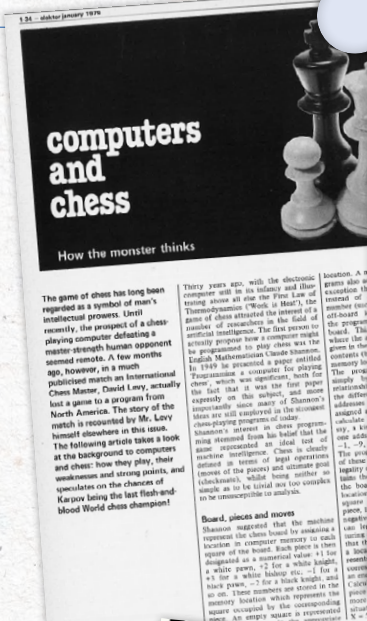 1-34 – elektor january 1979
computers
and
chess
How the monster thinks
The game of chess has long been
regarded as a symbol of man's
intellectual prowess. Until
recently, the prospect of a chess-
playing computer defeating a
master-strength human opponent
seemed remote. A few months
ago, however, in a much
publicised match an International
Chess Master, David Levy, actually
lost a game to a program from
North America. The story of the
match is recounted by Mr. Levy
himself elsewhere in this issue.
The following article takes a look
at the background to computers
and chess: how they play, their
weaknesses and strong points, and
speculates on the chances of
Karpov being the last flesh-and-
blood World chess champion!
Thirty years ago, with the electronic
computer still in its infancy and illus-
trating above all else the First Law of
Thermodynamics ('Work is Heat'), the
game of chess attracted the interest of a
number of researchers in the field of
artificial intelligence. The first person to
actually propose how a computer might
be programmed to play chess was the
English Mathematician Claude Shannon.
In 1949 he presented a paper entitled
'Programming a computer for playing
chess', which was significant, both for
the fact that it was the first paper
expressly on this subject, and more
importantly since many of Shannon's
ideas are still employed in the strongest
chess-playing programs of today.
Shannon's interest in chess program-
ming stemmed from his belief that the
game represented an ideal test of
machine intelligence. Chess is clearly
defined in terms of legal operations
(moves of the pieces) and ultimate goal
(checkmate), whilst being neither so
simple as to be trivial nor too complex
to be unsusceptible to analysis.
Board, pieces and moves
Shannon suggested that the machine
represent the chess board by assigning a
location in computer memory to each
square of the board. Each piece is then
designated as a numerical value: +1 for
a white pawn, +2 for a white knight,
+3 for a white bishop etc, –1 for a
black pawn, –2 for a black knight, and
so on. These numbers are stored in the
memory location which represents the
square occupied by the corresponding
piece. An empty square is represented